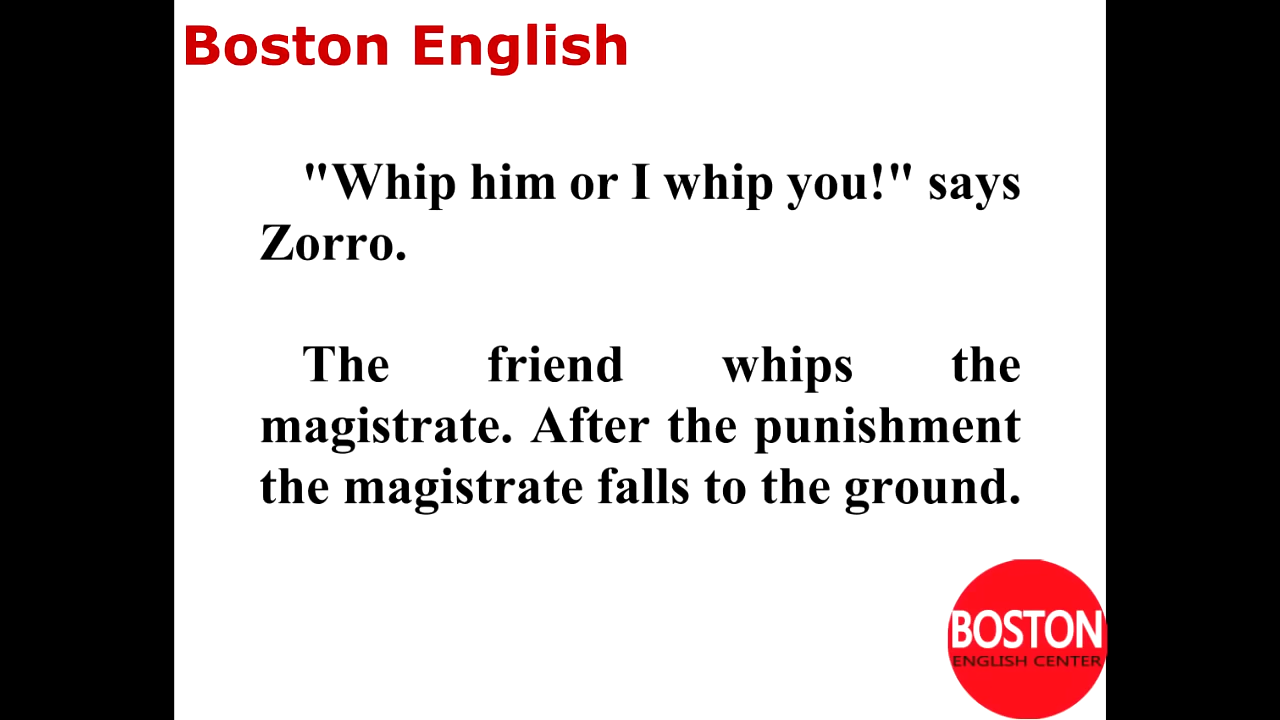 Boston English
"Whip him or I whip you!" says
Zorro.
The friend whips the
magistrate. After the punishment
the magistrate falls to the ground.
BOSTON
ENGLISH CENTER